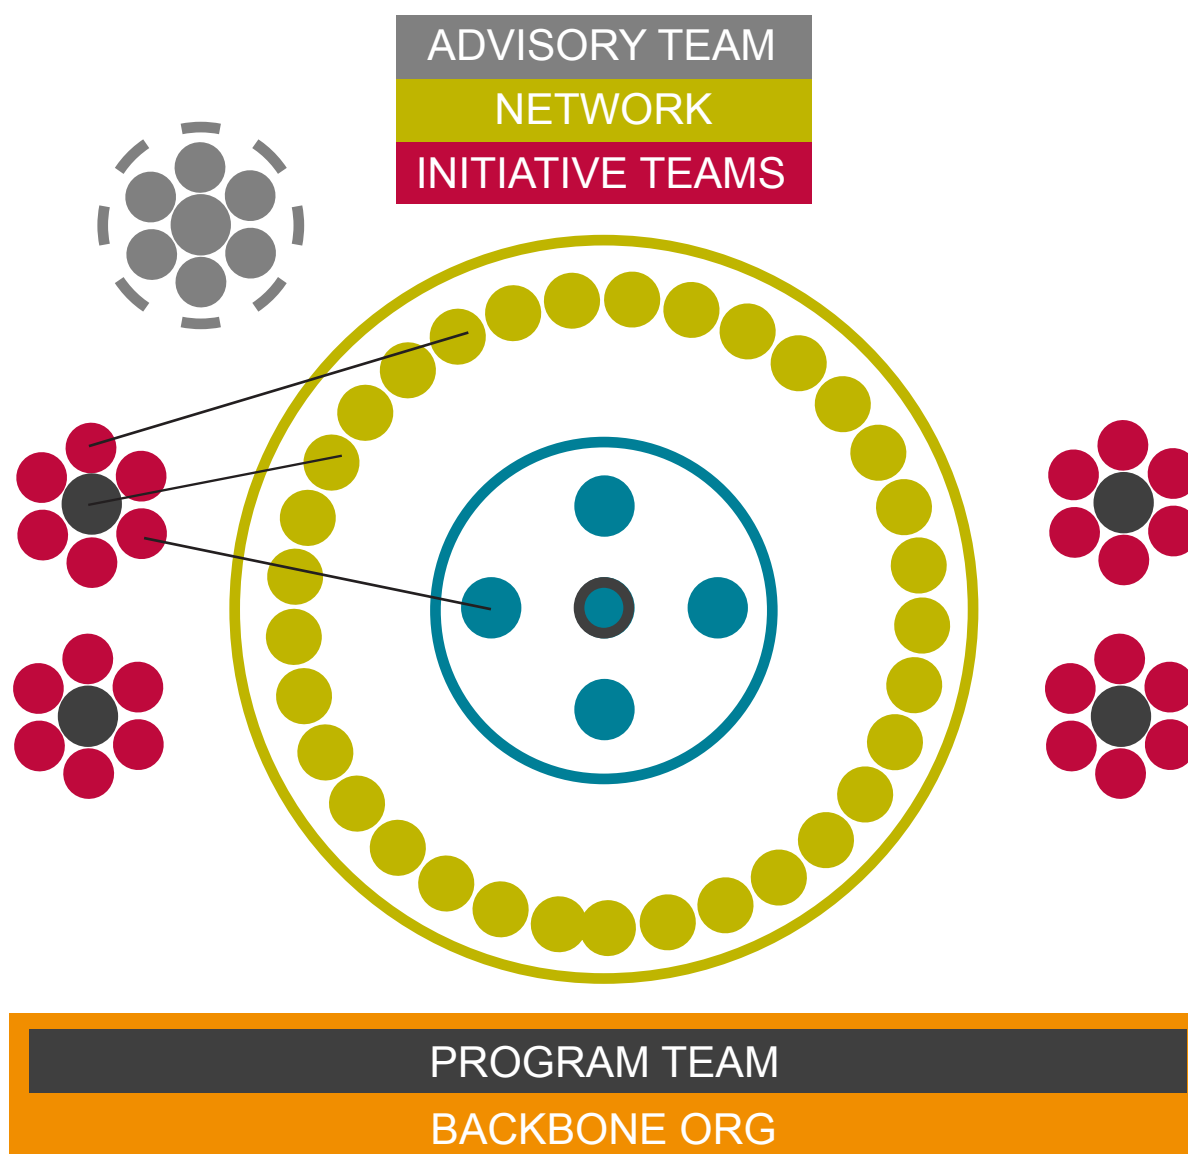 ADVISORY TEAM
NETWORK
INITIATIVE TEAMS
PROGRAM TEAM
BACKBONE ORG